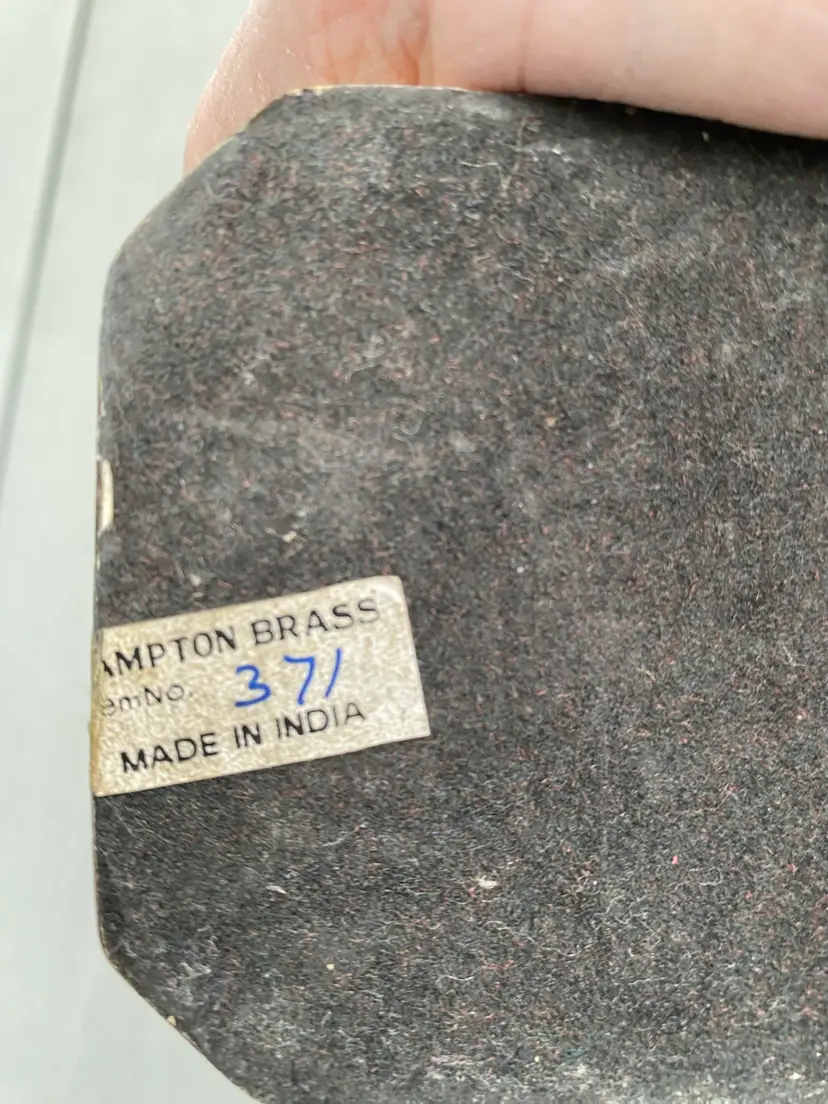 AMPTON BRASS
emNo. 371
MADE IN INDIA